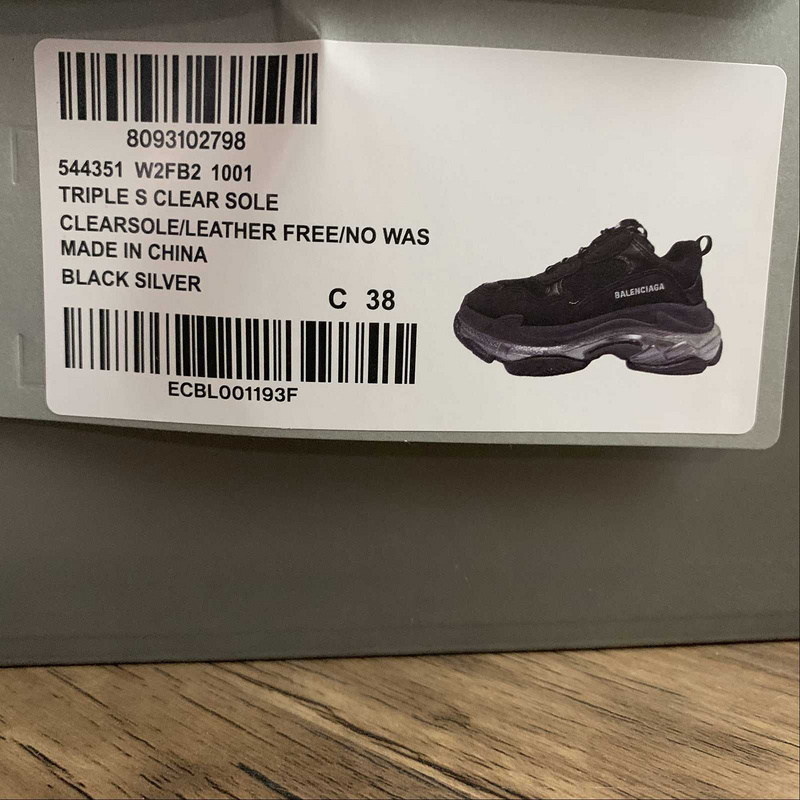 8093102798
544351 W2FB2 1001
TRIPLE S CLEAR SOLE
CLEARSOLE/LEATHER FREE/NO WAS
MADE IN CHINA
BLACK SILVER
C 38
ECBL001193F
BALENCIAGA